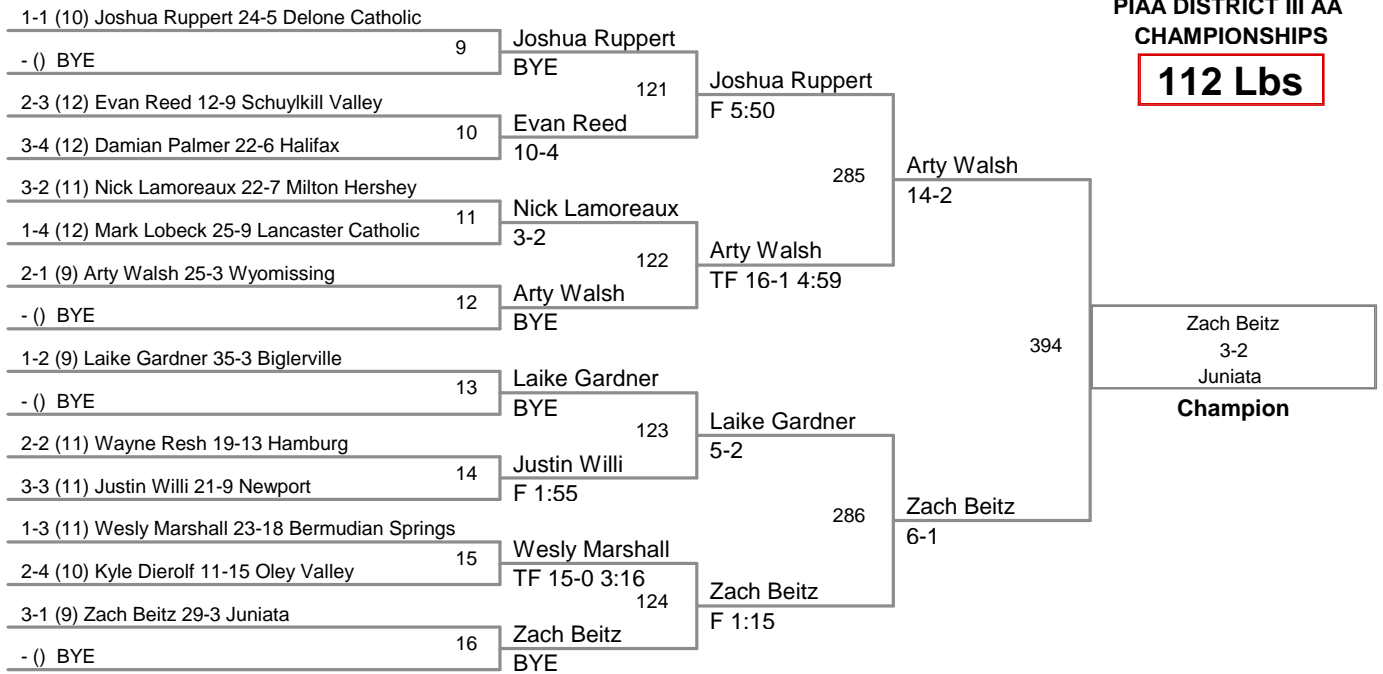 PIAA DISTRICT III AA
CHAMPIONSHIPS
112 Lbs
1-1 (10) Joshua Ruppert 24-5 Delone Catholic
- () BYE
2-3 (12) Evan Reed 12-9 Schuylkill Valley
3-4 (12) Damian Palmer 22-6 Halifax
3-2 (11) Nick Lamoreaux 22-7 Milton Hershey
1-4 (12) Mark Lobeck 25-9 Lancaster Catholic
2-1 (9) Arty Walsh 25-3 Wyomissing
- () BYE
1-2 (9) Laike Gardner 35-3 Biglerville
- () BYE
2-2 (11) Wayne Resh 19-13 Hamburg
3-3 (11) Justin Willi 21-9 Newport
1-3 (11) Wesly Marshall 23-18 Bermudian Springs
2-4 (10) Kyle Dierolf 11-15 Oley Valley
3-1 (9) Zach Beitz 29-3 Juniata
- () BYE
9
10
11
12
13
14
15
16
Joshua Ruppert
BYE
Evan Reed
10-4
Nick Lamoreaux
3-2
Arty Walsh
BYE
Laike Gardner
BYE
Justin Willi
F 1:55
Wesly Marshall
TF 15-0 3:16
Zach Beitz
BYE
121
122
123
124
Joshua Ruppert
F 5:50
Arty Walsh
TF 16-1 4:59
Laike Gardner
5-2
Zach Beitz
F 1:15
285
286
Arty Walsh
14-2
Zach Beitz
6-1
394
Zach Beitz
3-2
Juniata
Champion